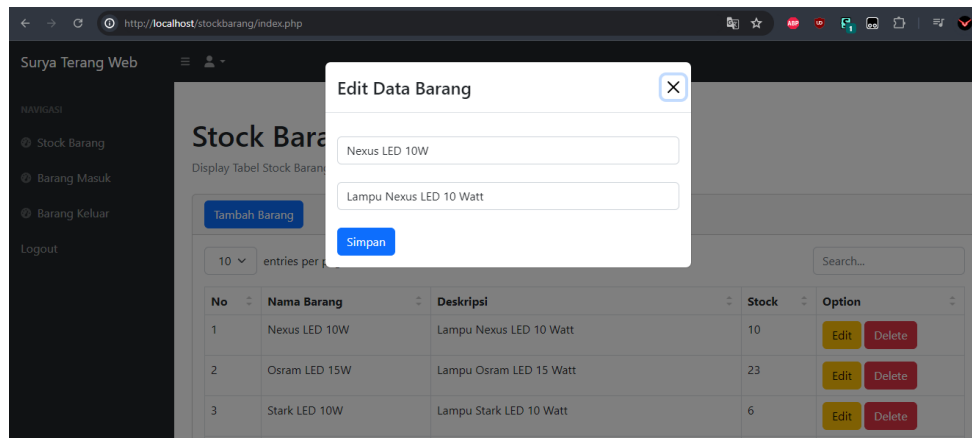 http://localhost/stockbarang/index.php
ABP
UD
1
Surya Terang Web
Edit Data Barang
NAVIGASI
Stock Barang
Barang Masuk
Barang Keluar
Logout
Stock Bara
Display Tabel Stock Baran
Nexus LED 10W
Lampu Nexus LED 10 Watt
Simpan
Tambah Barang
10 entries per p
Search...
No Nama Barang Deskripsi Stock Option
1 Nexus LED 10W Lampu Nexus LED 10 Watt 10 Edit Delete
2 Osram LED 15W Lampu Osram LED 15 Watt 23 Edit Delete
3 Stark LED 10W Lampu Stark LED 10 Watt 6 Edit Delete